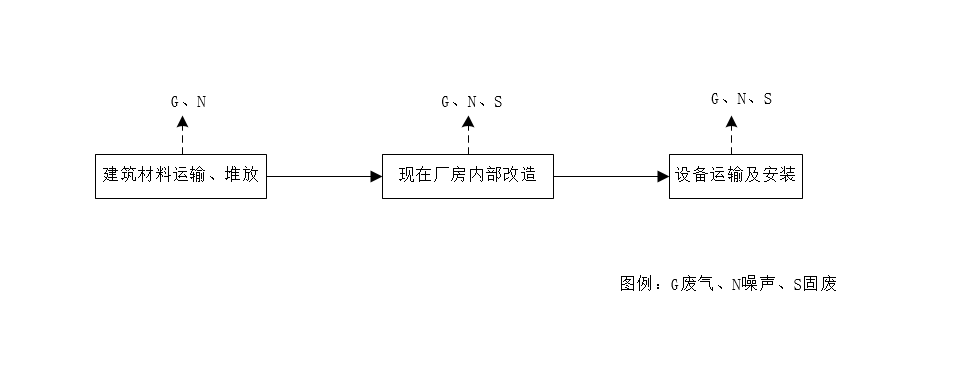 G、N
G、N、S
G、N、S
建筑材料运输、堆放
现在厂房内部改造
设备运输及安装
图例：G废气、N噪声、S固废